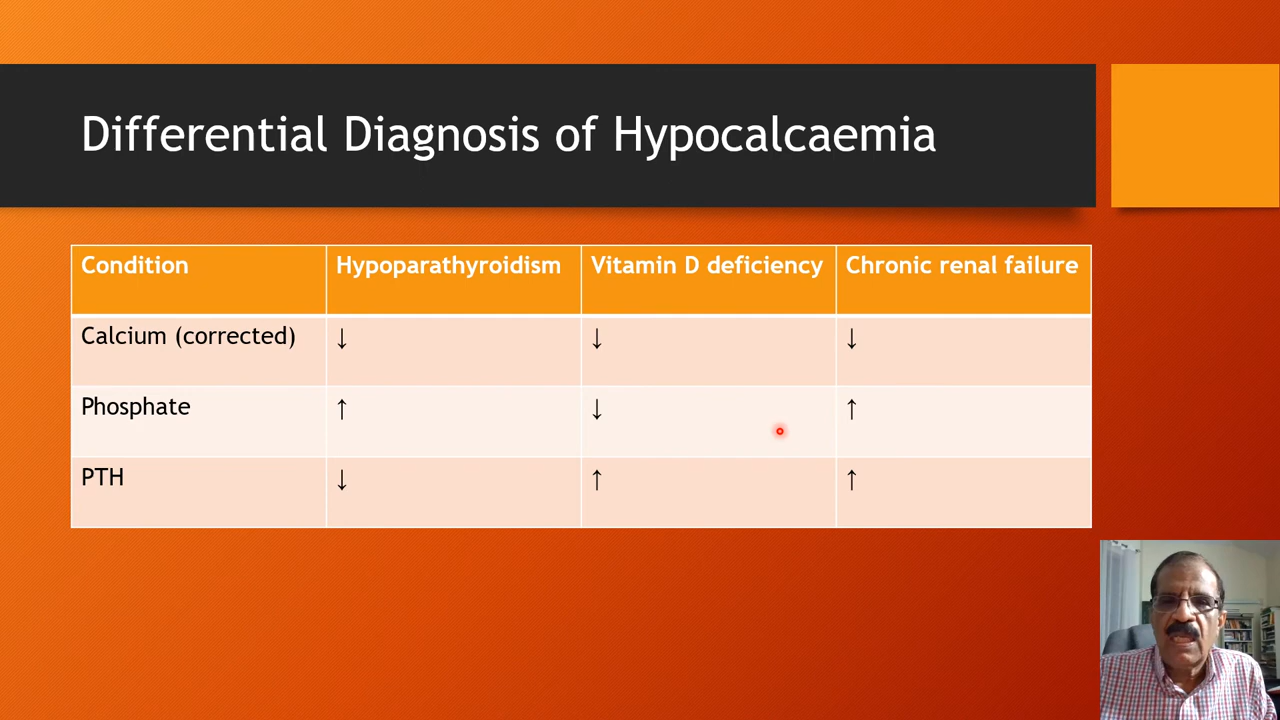 Differential Diagnosis of Hypocalcaemia
Condition Hypoparathyroidism Vitamin D deficiency Chronic renal failure
Calcium (corrected) ↓ ↓ ↓
Phosphate ↑ ↓ ↑
PTH ↓ ↑ ↑